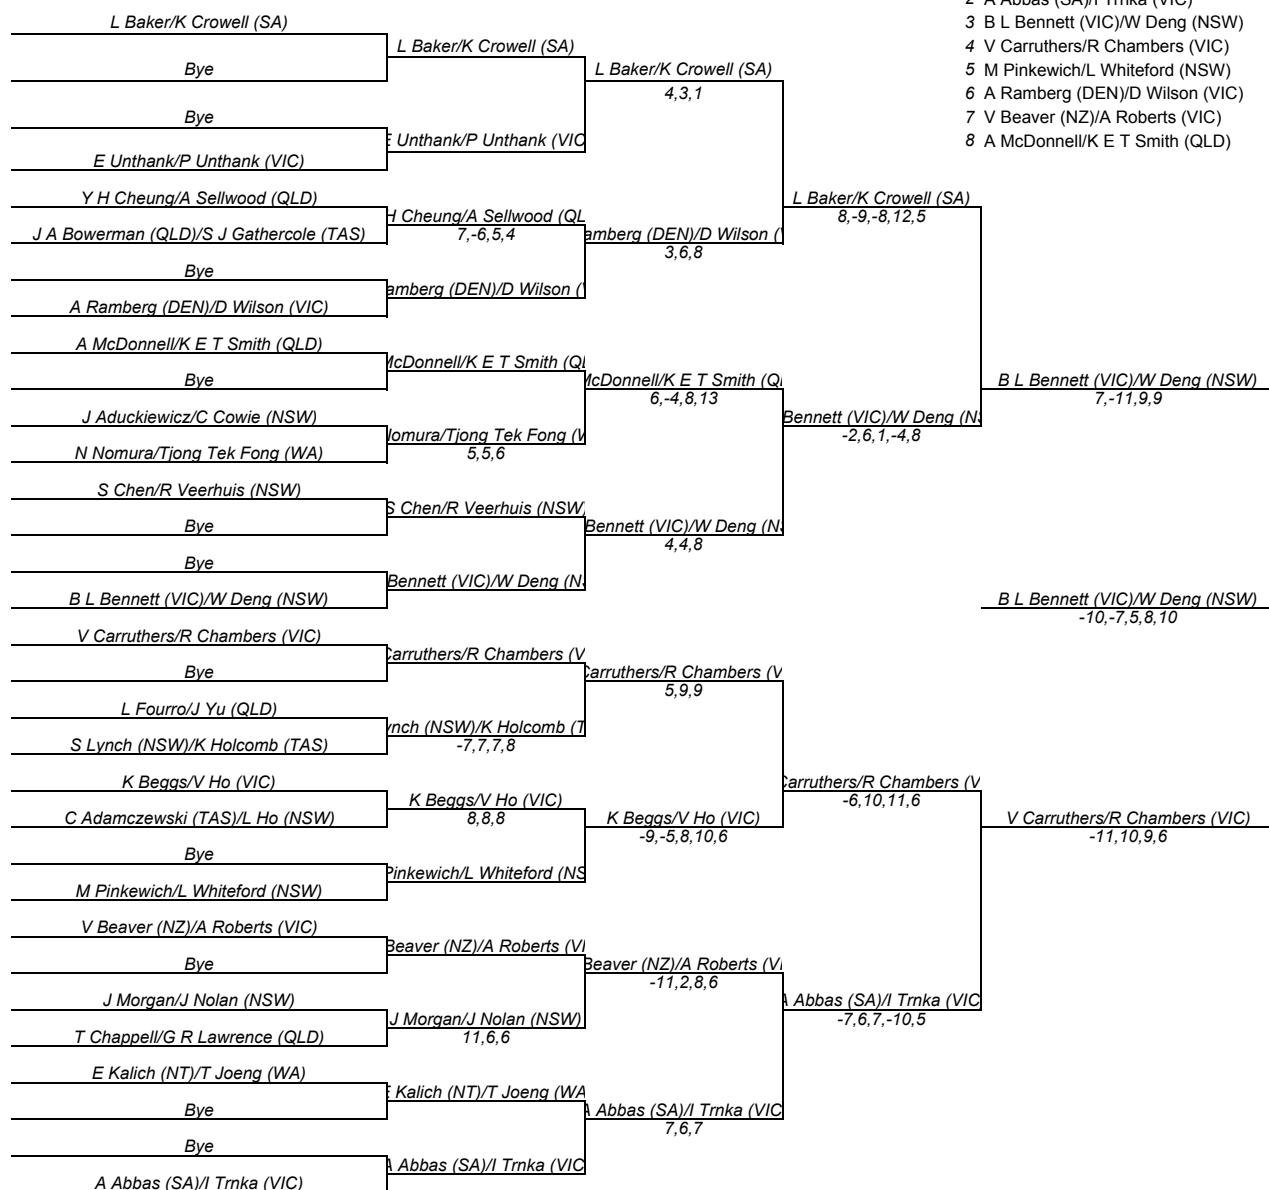 2 A Abbas (SA)/I Trnka (VIC)
3 B L Bennett (VIC)/W Deng (NSW)
4 V Carruthers/R Chambers (VIC)
5 M Pinkewich/L Whiteford (NSW)
6 A Ramberg (DEN)/D Wilson (VIC)
7 V Beaver (NZ)/A Roberts (VIC)
8 A McDonnell/K E T Smith (QLD)
L Baker/K Crowell (SA)
Bye
Bye
E Unthank/P Unthank (VIC)
Y H Cheung/A Sellwood (QLD)
J A Bowerman (QLD)/S J Gathercole (TAS)
Bye
A Ramberg (DEN)/D Wilson (VIC)
A McDonnell/K E T Smith (QLD)
Bye
J Aduckiewicz/C Cowie (NSW)
N Nomura/Tjong Tek Fong (WA)
S Chen/R Veerhuis (NSW)
Bye
Bye
B L Bennett (VIC)/W Deng (NSW)
V Carruthers/R Chambers (VIC)
Bye
L Fourro/J Yu (QLD)
S Lynch (NSW)/K Holcomb (TAS)
K Beggs/V Ho (VIC)
C Adamczewski (TAS)/L Ho (NSW)
Bye
M Pinkewich/L Whiteford (NSW)
V Beaver (NZ)/A Roberts (VIC)
Bye
J Morgan/J Nolan (NSW)
T Chappell/G R Lawrence (QLD)
E Kalich (NT)/T Joeng (WA)
Bye
Bye
A Abbas (SA)/I Trnka (VIC)
L Baker/K Crowell (SA)
E Unthank/P Unthank (VIC
H Cheung/A Sellwood (QL
7,-6,5,4
amberg (DEN)/D Wilson (
McDonnell/K E T Smith (QL
lomura/Tjong Tek Fong (W
5,5,6
S Chen/R Veerhuis (NSW)
Bennett (VIC)/W Deng (NS
Carruthers/R Chambers (V
ynch (NSW)/K Holcomb (T
-7,7,7,8
K Beggs/V Ho (VIC)
8,8,8
Pinkewich/L Whiteford (NS
Beaver (NZ)/A Roberts (VI
J Morgan/J Nolan (NSW)
11,6,6
E Kalich (NT)/T Joeng (WA
A Abbas (SA)/I Trnka (VIC
L Baker/K Crowell (SA)
4,3,1
amberg (DEN)/D Wilson (V
3,6,8
McDonnell/K E T Smith (QL
6,-4,8,13
Bennett (VIC)/W Deng (NS
4,4,8
Carruthers/R Chambers (V
5,9,9
K Beggs/V Ho (VIC)
-9,-5,8,10,6
Beaver (NZ)/A Roberts (VI
-11,2,8,6
A Abbas (SA)/I Trnka (VIC
7,6,7
L Baker/K Crowell (SA)
8,-9,-8,12,5
Bennett (VIC)/W Deng (NS
-2,6,1,-4,8
Carruthers/R Chambers (V
-6,10,11,6
A Abbas (SA)/I Trnka (VIC
-7,6,7,-10,5
B L Bennett (VIC)/W Deng (NSW)
7,-11,9,9
B L Bennett (VIC)/W Deng (NSW)
-10,-7,5,8,10
V Carruthers/R Chambers (VIC)
-11,10,9,6